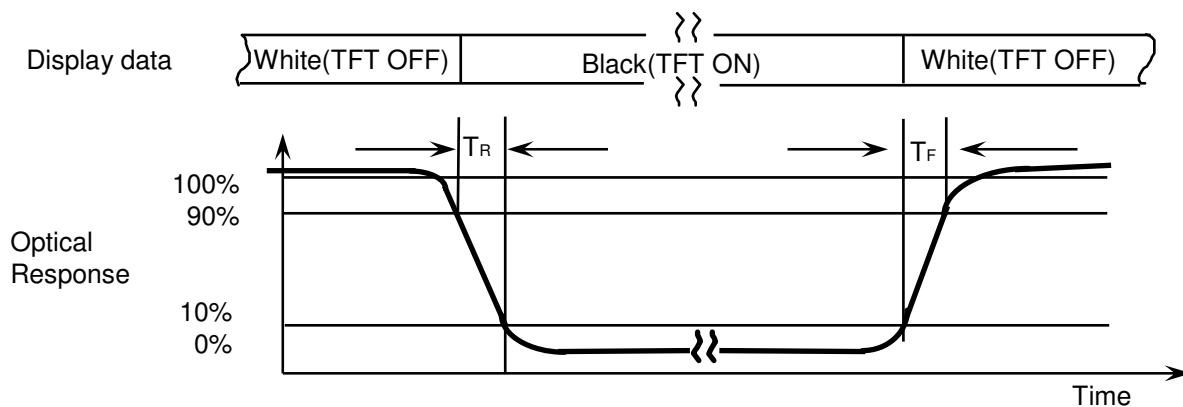 Display data
White(TFT OFF)
Black(TFT ON)
White(TFT OFF)
TR
TF
100%
90%
Optical
Response
10%
0%
Time